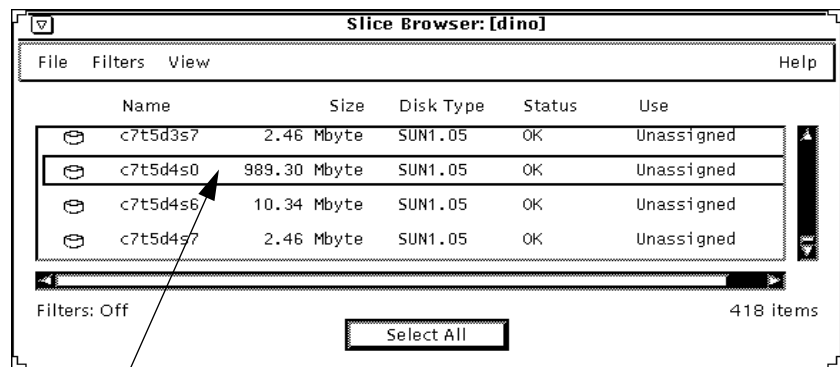 Slice Browser: [dino]
File Filters View Help
Name Size Disk Type Status Use
c7t5d3s7 2.46 Mbyte SUN1.05 OK Unassigned
c7t5d4s0 989.30 Mbyte SUN1.05 OK Unassigned
c7t5d4s6 10.34 Mbyte SUN1.05 OK Unassigned
c7t5d4s7 2.46 Mbyte SUN1.05 OK Unassigned
Filters: Off 418 items
Select All